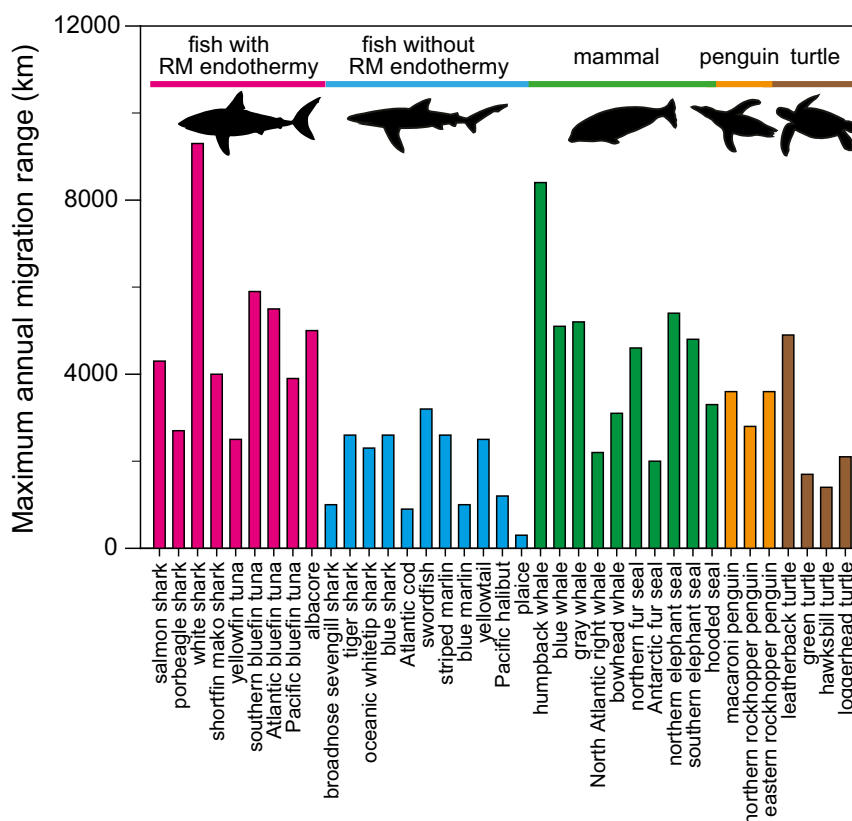 12000
8000
4000
0
Maximum annual migration range (km)
fish with
RM endothermy
fish without
RM endothermy
mammal
penguin
turtle
salmon shark
porbeagle shark
white shark
shortfin mako shark
yellowfin tuna
southern bluefin tuna
Atlantic bluefin tuna
Pacific bluefin tuna
albacore
broadnose sevengill shark
tiger shark
oceanic whitetip shark
blue shark
Atlantic cod
swordfish
striped marlin
blue marlin
yellowtail
Pacific halibut
plaice
humpback whale
blue whale
gray whale
North Atlantic right whale
bowhead whale
northern fur seal
Antarctic fur seal
northern elephant seal
southern elephant seal
hooded seal
macaroni penguin
northern rockhopper penguin
eastern rockhopper penguin
leatherback turtle
green turtle
hawksbill turtle
loggerhead turtle